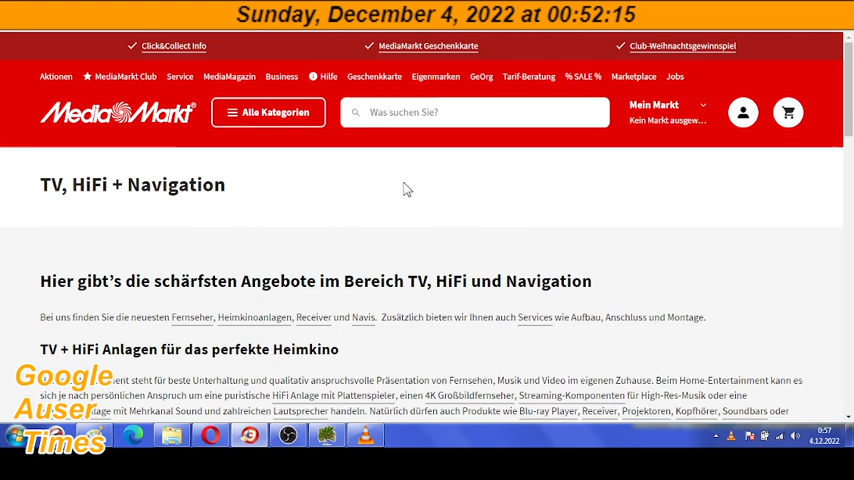 Sunday, December 4, 2022 at 00:52:15
Click&Collect Info MediaMarkt Geschenkkarte Club-Weihnachtsgewinnspiel
Aktionen MediaMarkt Club Service MediaMagazin Business Hilfe Geschenkkarte Eigenmarken GeOrg Tarif-Beratung % SALE % Marketplace Jobs
Media Markt Alle Kategorien Was suchen Sie? Mein Markt
Kein Markt ausgew...
TV, HiFi + Navigation
Hier gibt's die schärfsten Angebote im Bereich TV, HiFi und Navigation
Bei uns finden Sie die neuesten Fernseher, Heimkinoanlagen, Receiver und Navis. Zusätzlich bieten wir Ihnen auch Services wie Aufbau, Anschluss und Montage.
TV + HiFi Anlagen für das perfekte Heimkino
steht für beste Unterhaltung und qualitativ anspruchsvolle Präsentation von Fernsehen, Musik und Video im eigenen Zuhause. Beim Home-Entertainment kann es
sich je nach persönlichen Anspruch um eine puristische HiFi Anlage mit Plattenspieler, einen 4K Großbildfernseher, Streaming-Komponenten für High-Res-Musik oder eine
mit Mehrkanal Sound und zahlreichen Lautsprecher handeln. Natürlich dürfen auch Produkte wie Blu-ray Player, Receiver, Projektoren, Kopfhörer, Soundbars oder
Google
Auser
Times
0:57
4.12.2022